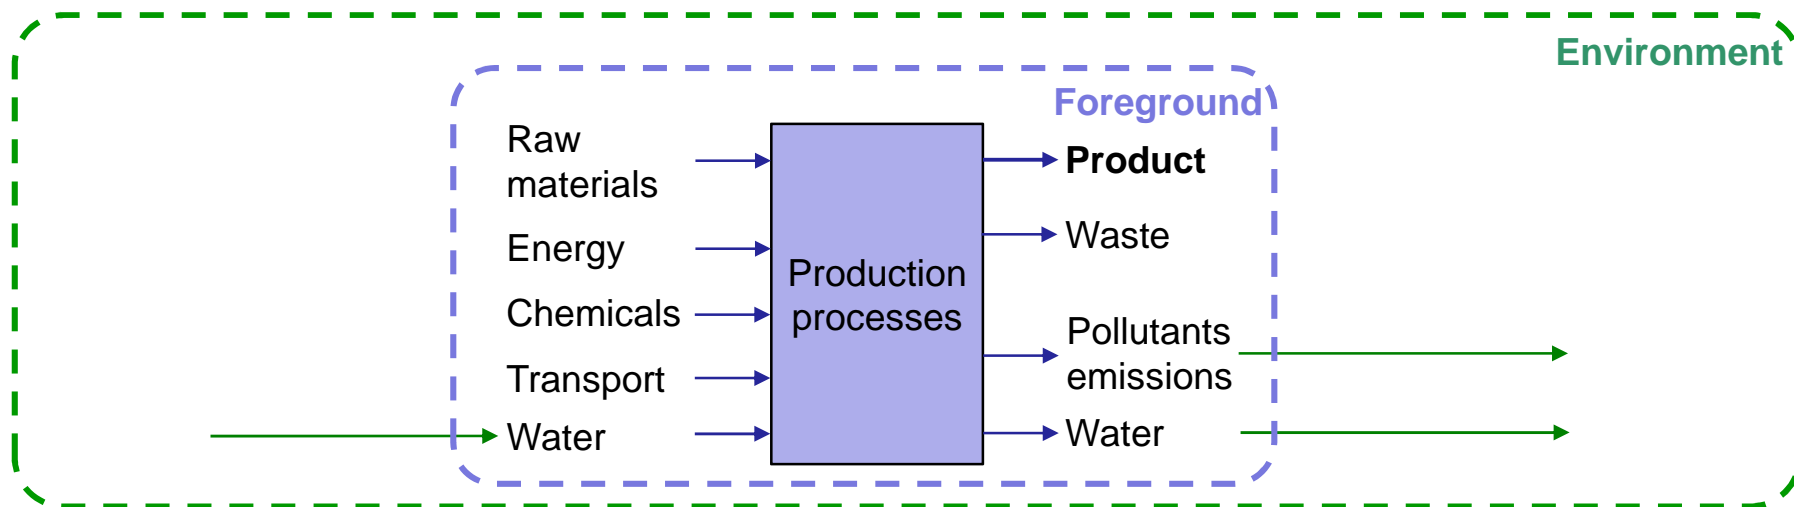 Environment
Foreground
Raw
materials
Energy
Chemicals
Transport
Water
Production
processes
Product
Waste
Pollutants
emissions
Water